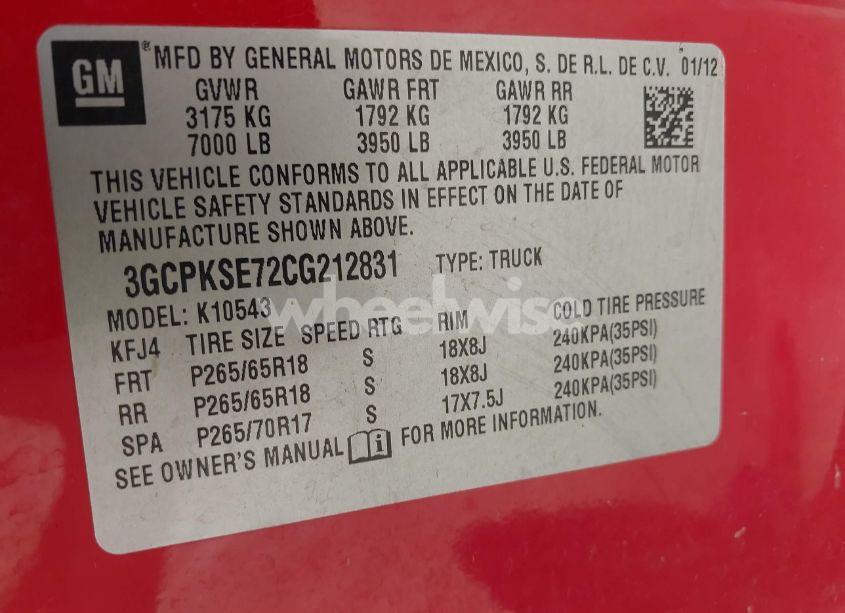 GM
® MFD BY GENERAL MOTORS DE MEXICO, S. DE R.L. DE C.V. 01/12
GVWR GAWR FRT GAWR RR
3175 KG 1792 KG 1792 KG
7000 LB 3950 LB 3950 LB
THIS VEHICLE CONFORMS TO ALL APPLICABLE U.S. FEDERAL MOTOR
VEHICLE SAFETY STANDARDS IN EFFECT ON THE DATE OF
MANUFACTURE SHOWN ABOVE.
3GCPKSE72CG212831 TYPE: TRUCK
MODEL: K10543
wheelwise
KFJ4 TIRE SIZE SPEED RTG RIM COLD TIRE PRESSURE
FRT P265/65R18 S 18X8J 240KPA(35PSI)
RR P265/65R18 S 18X8J 240KPA(35PSI)
SPA P265/70R17 S 17X7.5J 240KPA(35PSI)
SEE OWNER'S MANUAL i FOR MORE INFORMATION.